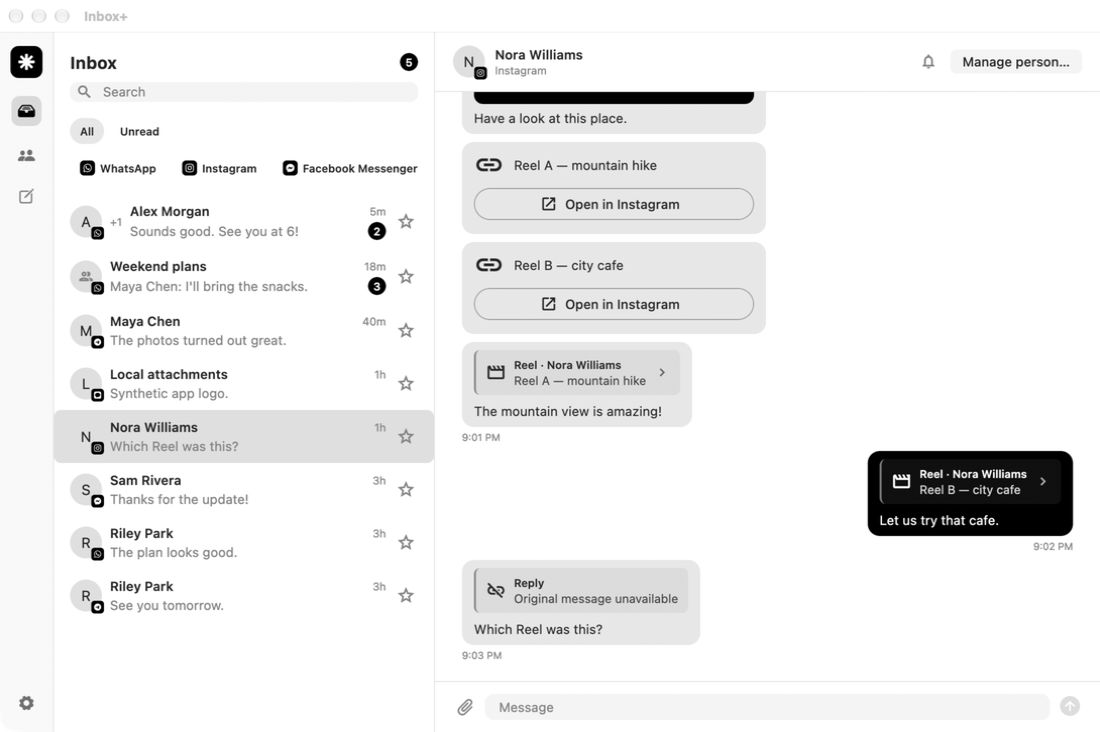 Inbox+
Inbox
5
Search
All
Unread
WhatsApp
Instagram
Facebook Messenger
A
+1
Alex Morgan
5m
Sounds good. See you at 6!
2
Weekend plans
18m
Maya Chen: I'll bring the snacks.
3
M
Maya Chen
40m
The photos turned out great.
L
Local attachments
1h
Synthetic app logo.
N
Nora Williams
1h
Which Reel was this?
S
Sam Rivera
3h
Thanks for the update!
R
Riley Park
3h
The plan looks good.
R
Riley Park
3h
See you tomorrow.
N
Nora Williams
Instagram
Manage person...
Have a look at this place.
Reel A — mountain hike
Open in Instagram
Reel B — city cafe
Open in Instagram
Reel · Nora Williams
Reel A — mountain hike
The mountain view is amazing!
9:01 PM
Reel · Nora Williams
Reel B — city cafe
Let us try that cafe.
9:02 PM
Reply
Original message unavailable
Which Reel was this?
9:03 PM
Message